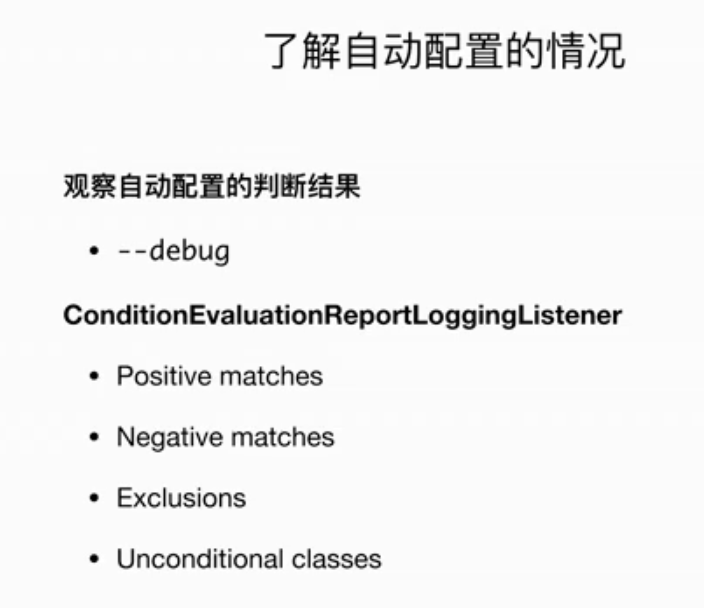 了解自动配置的情况
观察自动配置的判断结果
• --debug
ConditionEvaluationReportLoggingListener
• Positive matches
• Negative matches
• Exclusions
• Unconditional classes